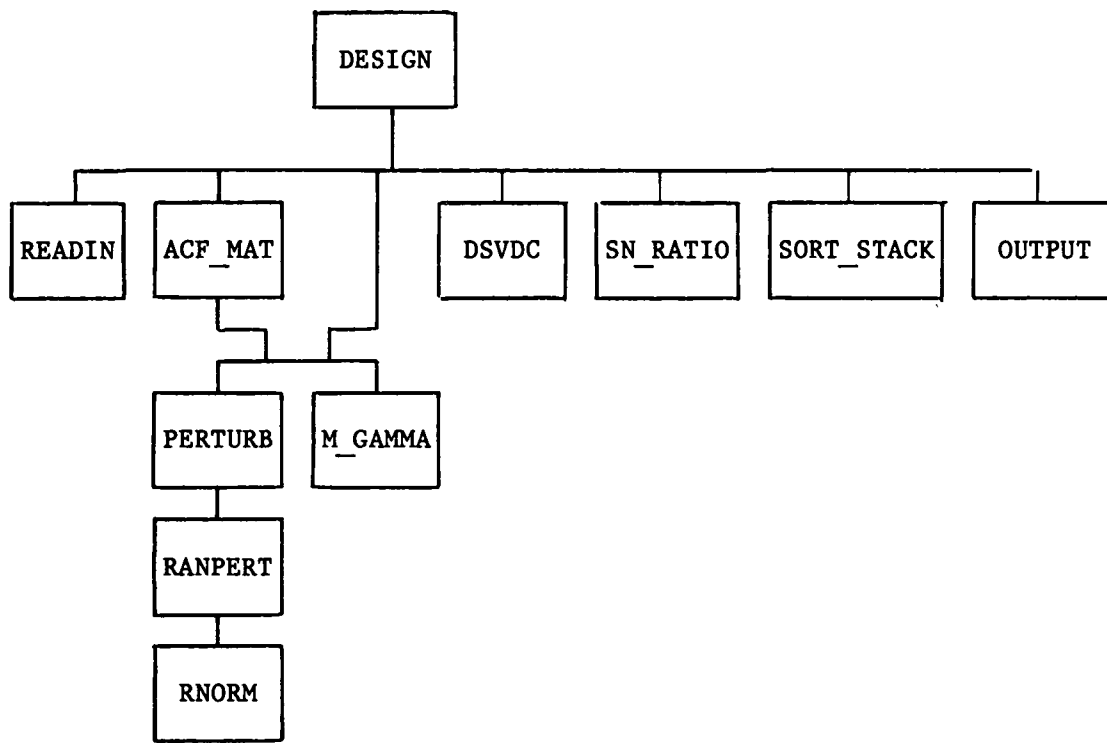 DESIGN
READIN
ACF_MAT
DSVDC
SN_RATIO
SORT_STACK
OUTPUT
PERTURB
M_GAMMA
RANPERT
RNORM